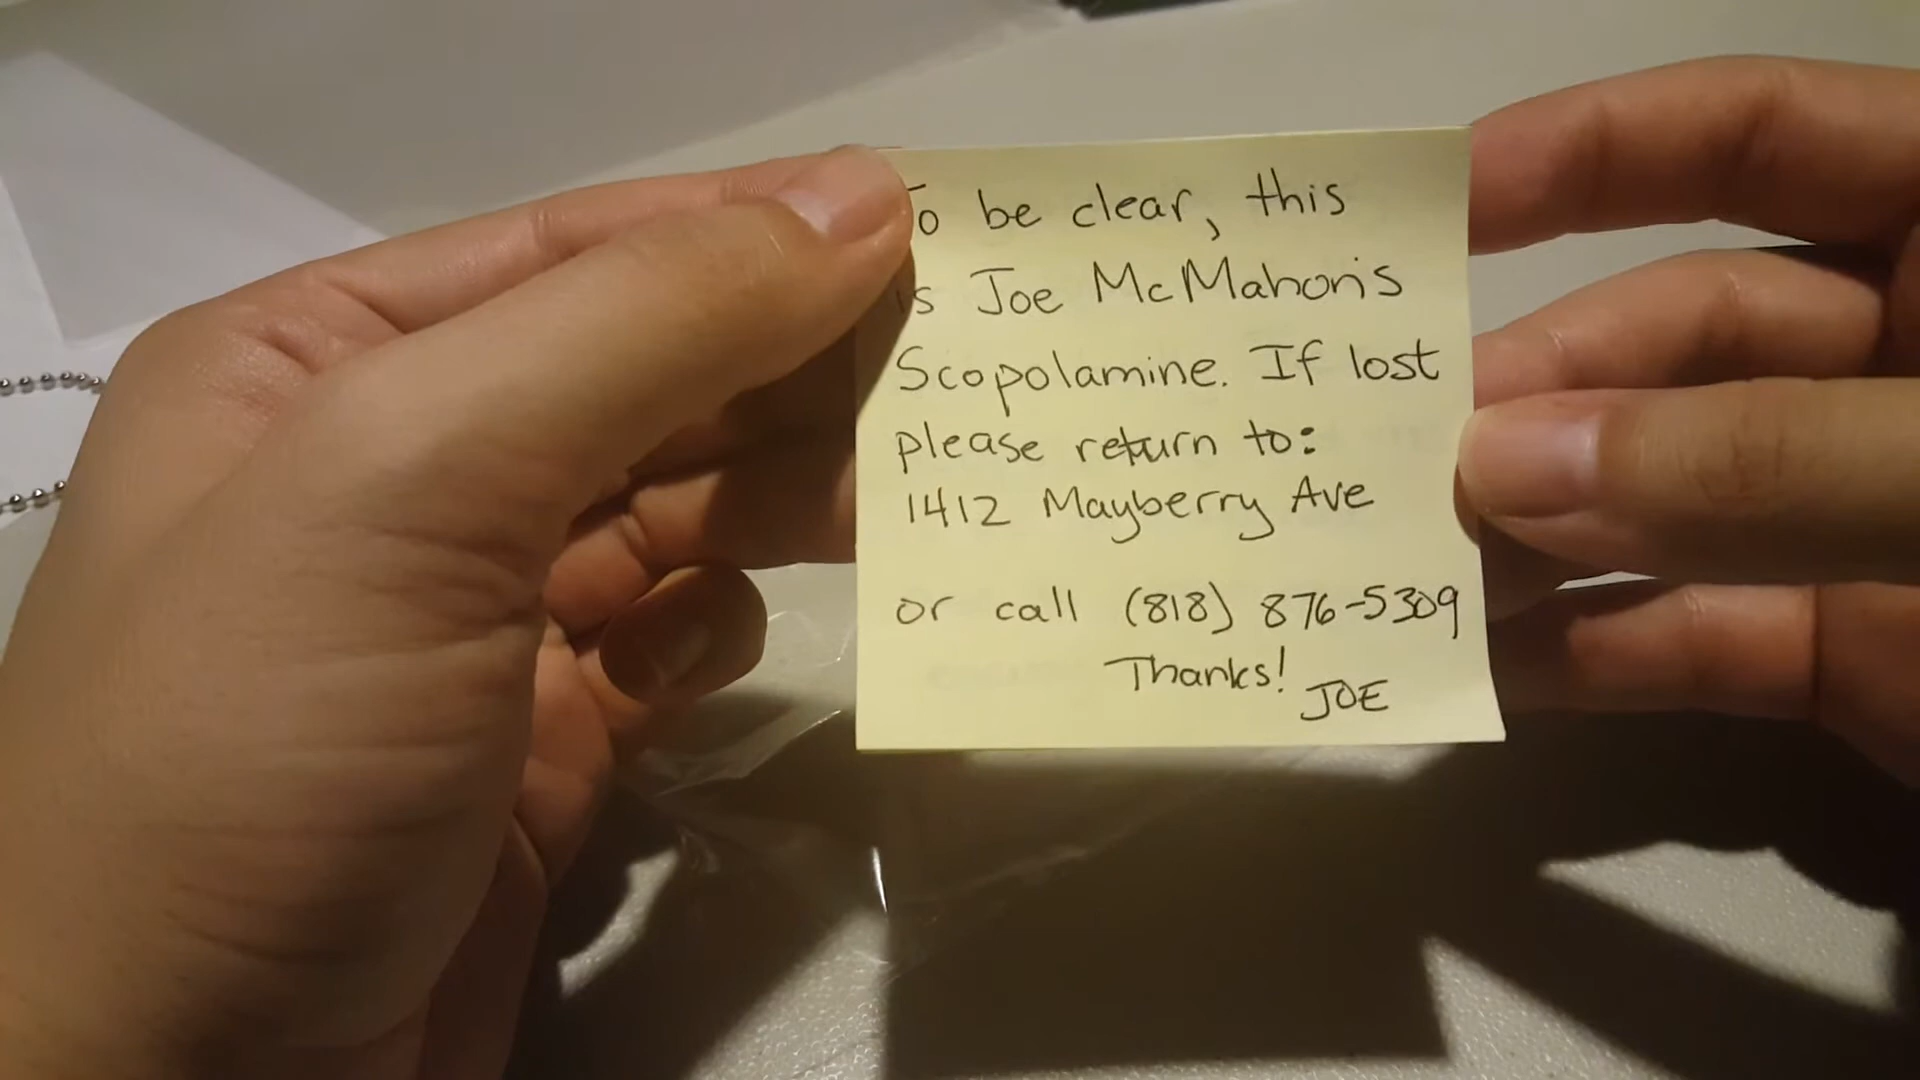 To be clear, this
is Joe McMahon's
Scopolamine. If lost
please return to:
1412 Mayberry Ave
or call (818) 876-5309
Thanks!
JOE